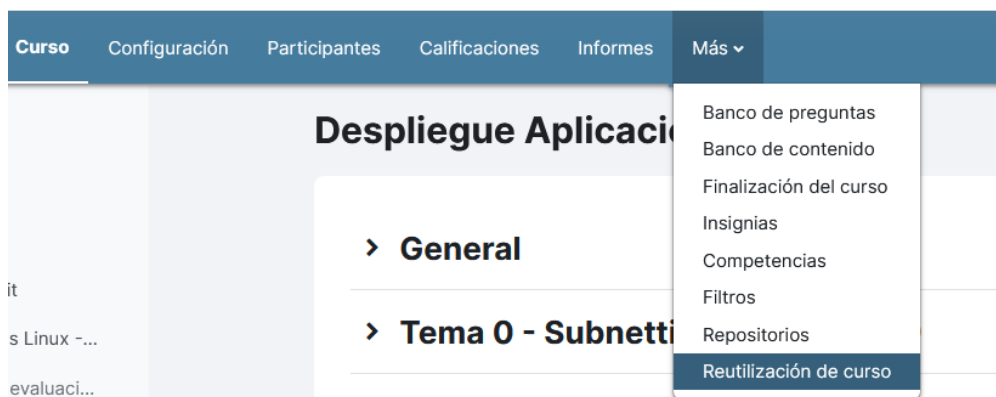 Curso Configuración Participantes Calificaciones Informes Más
Despliegue Aplicaci
Banco de preguntas
Banco de contenido
Finalización del curso
Insignias
Competencias
Filtros
Repositorios
Reutilización de curso
General
Tema 0 - Subnetti
it
s Linux -...
evaluaci...